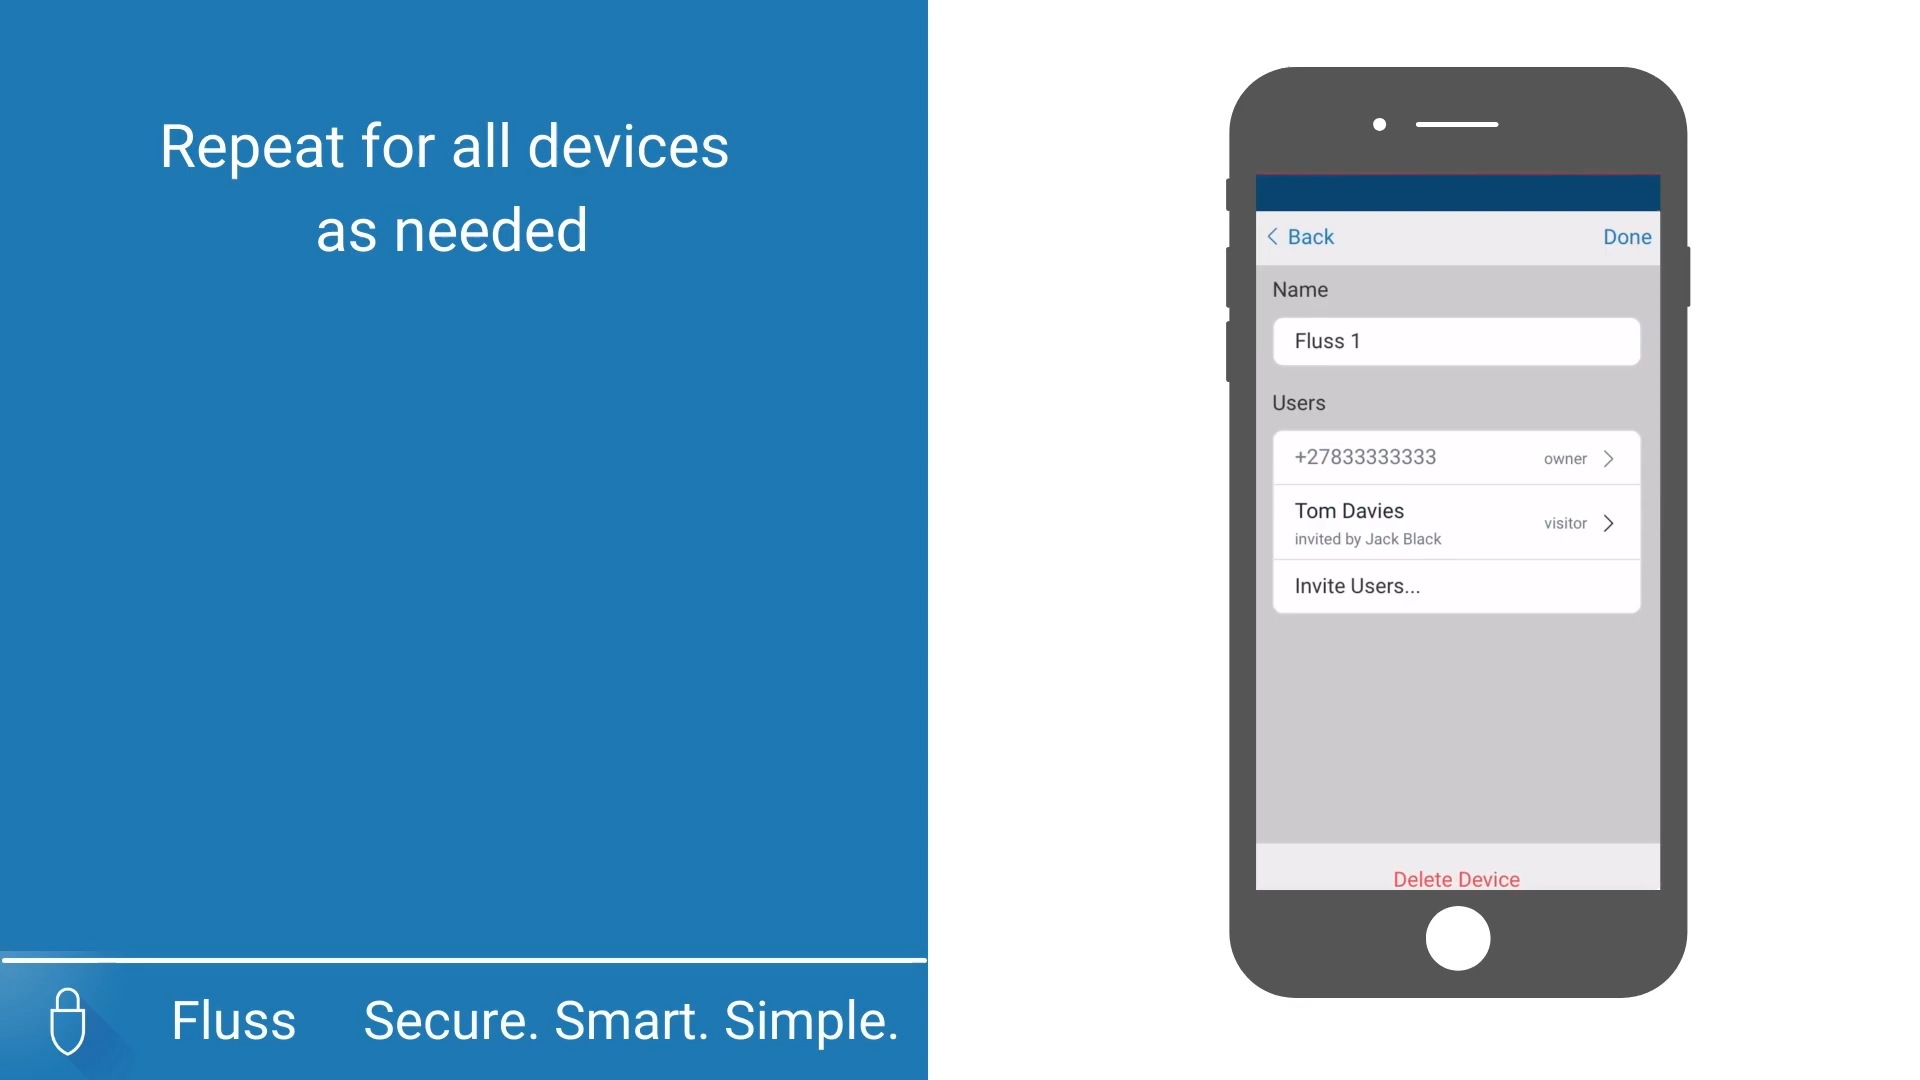 Repeat for all devices
as needed
Fluss Secure. Smart. Simple.
Back Done
Name
Fluss 1
Users
+27833333333 owner
Tom Davies visitor
invited by Jack Black
Invite Users...
Delete Device